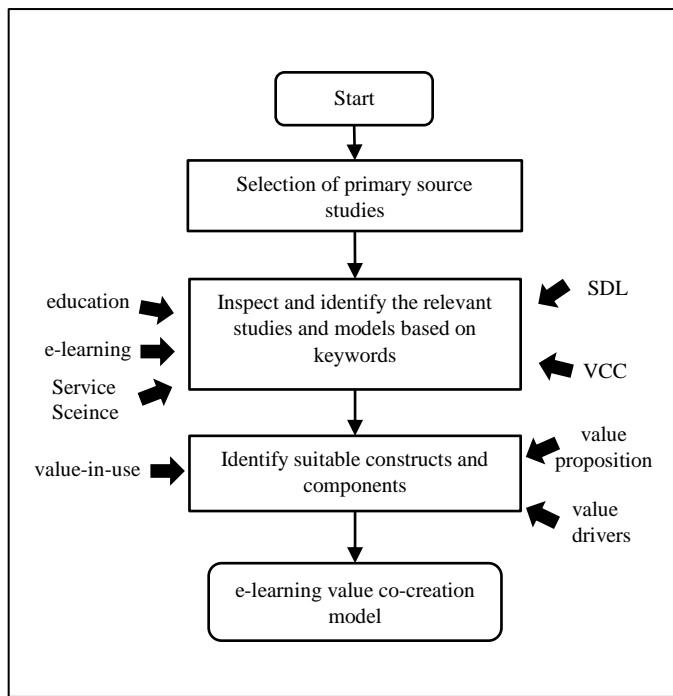 Start
Selection of primary source
studies
education
e-learning
Service
Sceince
Inspect and identify the relevant
studies and models based on
keywords
SDL
VCC
value-in-use
Identify suitable constructs and
components
value
proposition
value
drivers
e-learning value co-creation
model